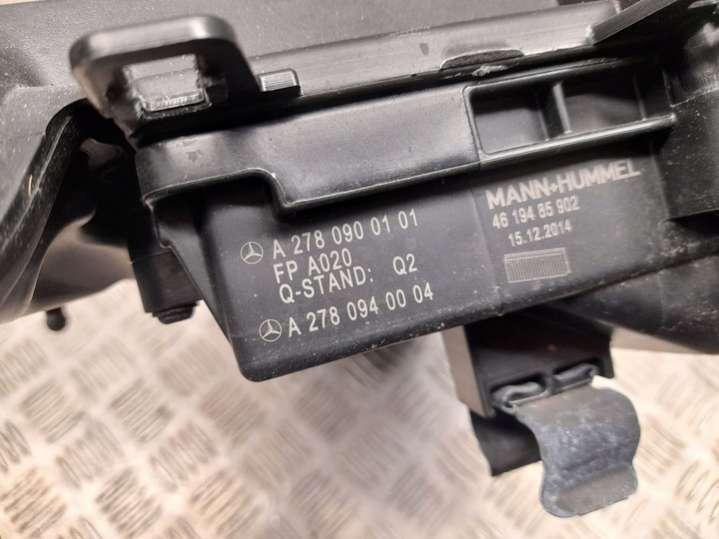 A 278 090 01 01
FP A020
Q-STAND: Q2
A 278 094 00 04
MANN+HUMMEL
46 194 85 902
15.12.2014